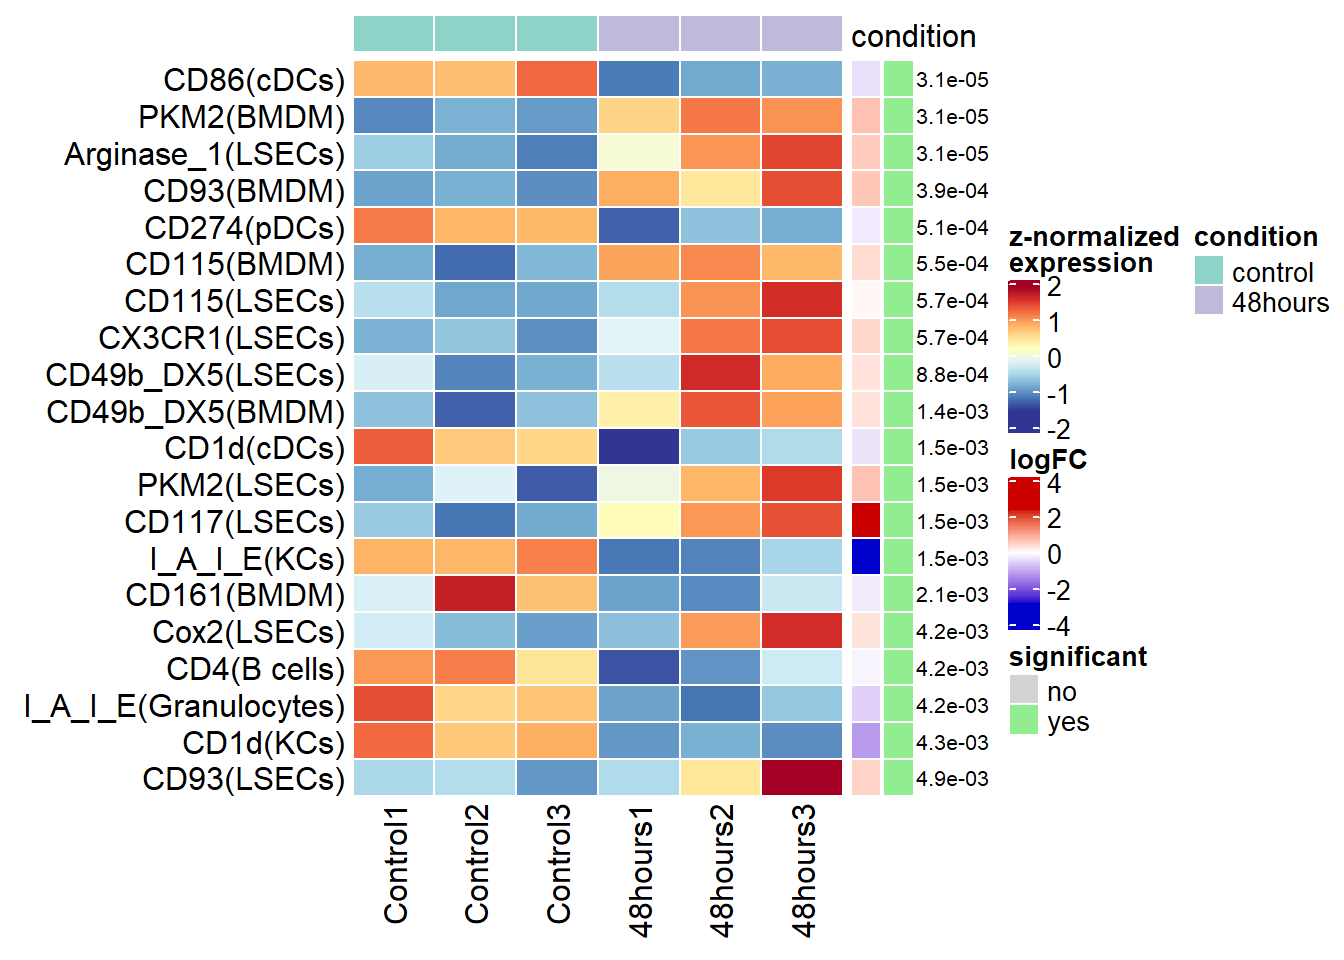 condition
CD86(cDCs) 3.1e-05
PKM2(BMDM) 3.1e-05
Arginase_1(LSECs) 3.1e-05
CD93(BMDM) 3.9e-04
CD274(pDCs) 5.1e-04
CD115(BMDM) 5.5e-04
CD115(LSECs) 5.7e-04
CX3CR1(LSECs) 5.7e-04
CD49b_DX5(LSECs) 8.8e-04
CD49b_DX5(BMDM) 1.4e-03
CD1d(cDCs) 1.5e-03
PKM2(LSECs) 1.5e-03
CD117(LSECs) 1.5e-03
I_A_I_E(KCs) 1.5e-03
CD161(BMDM) 2.1e-03
Cox2(LSECs) 4.2e-03
CD4(B cells) 4.2e-03
I_A_I_E(Granulocytes) 4.2e-03
CD1d(KCs) 4.3e-03
CD93(LSECs) 4.9e-03
Control1
Control2
Control3
48hours1
48hours2
48hours3
z-normalized
expression
2
1
0
-1
-2
logFC
4
2
0
-2
-4
significant
no
yes
condition
control
48hours